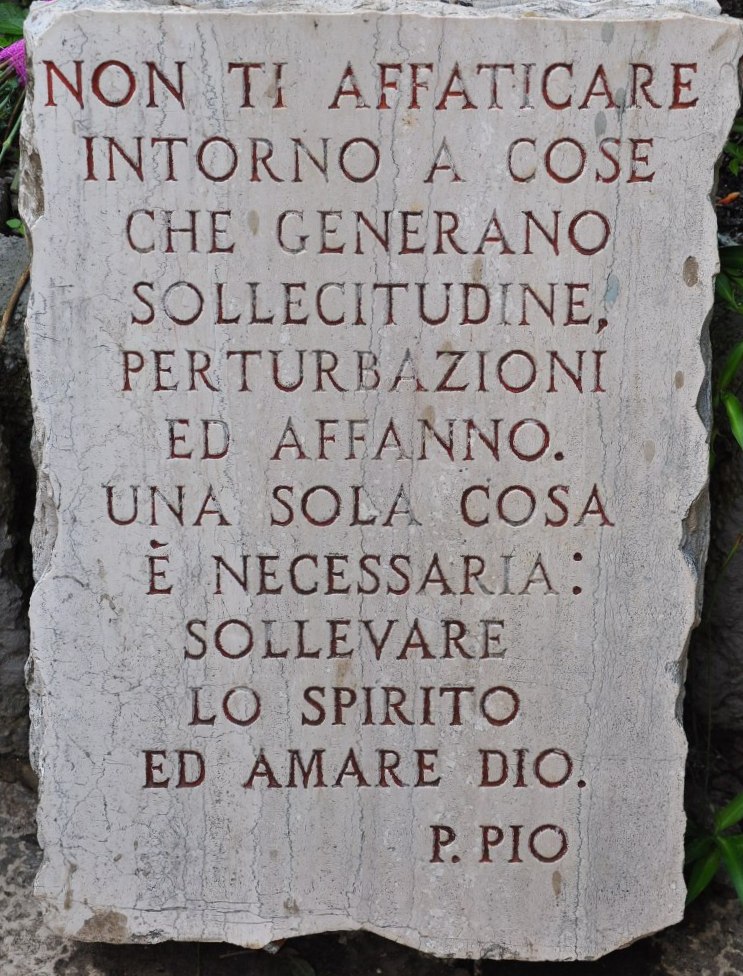 NON TI AFFATICARE
INTORNO A COSE
CHE GENERANO
SOLLECITUDINE,
PERTURBAZIONI
ED AFFANNO.
UNA SOLA COSA
È NECESSARIA:
SOLLEVARE
LO SPIRITO
ED AMARE DIO.
P. PIO